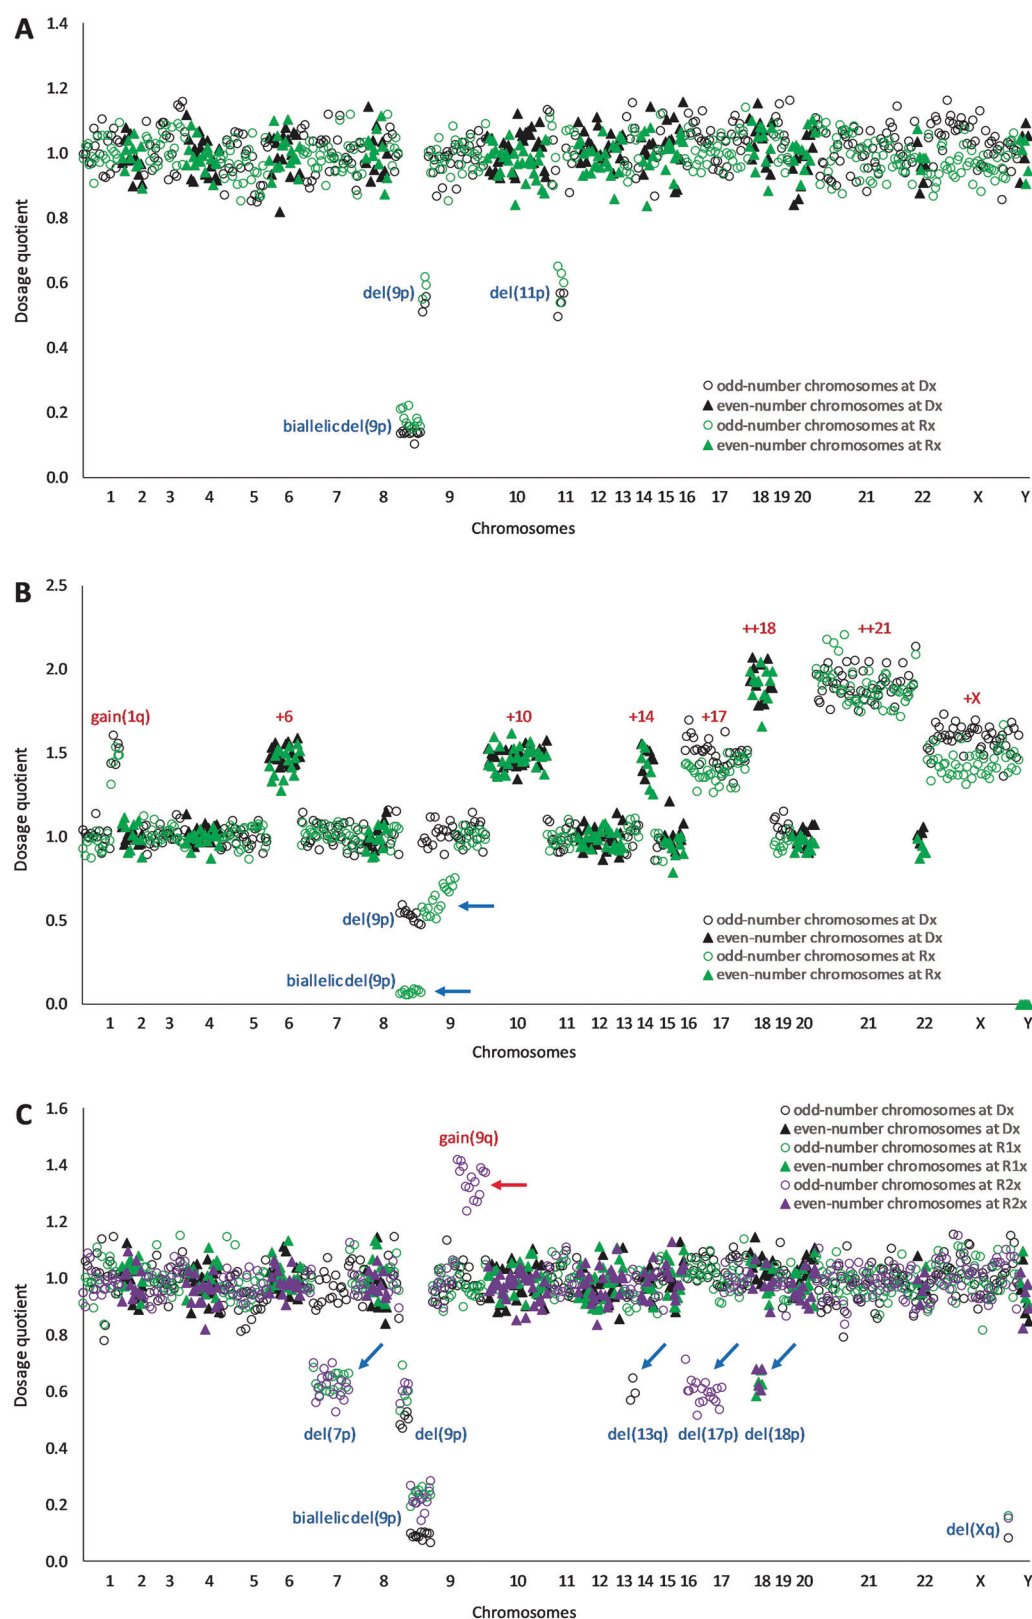 A
1.4
1.2
1.0
0.8
0.6
0.4
0.2
0.0
Dosage quotient
del(9p)
del(11p)
biallelic del(9p)
odd-number chromosomes at Dx
even-number chromosomes at Dx
odd-number chromosomes at Rx
even-number chromosomes at Rx
1 2 3 4 5 6 7 8 9 10 11 12 13 14 15 16 17 18 19 20 21 22 X Y
Chromosomes
B
2.5
2.0
1.5
1.0
0.5
0.0
Dosage quotient
gain(1q)
+6
+10
+14
+17
++18
++21
+X
del(9p)
biallelic del(9p)
odd-number chromosomes at Dx
even-number chromosomes at Dx
odd-number chromosomes at Rx
even-number chromosomes at Rx
1 2 3 4 5 6 7 8 9 10 11 12 13 14 15 16 17 18 19 20 21 22 X Y
Chromosomes
C
1.6
1.4
1.2
1.0
0.8
0.6
0.4
0.2
0.0
Dosage quotient
gain(9q)
odd-number chromosomes at Dx
even-number chromosomes at Dx
odd-number chromosomes at R1x
even-number chromosomes at R1x
odd-number chromosomes at R2x
even-number chromosomes at R2x
del(7p)
del(9p)
del(13q)
del(17p)
del(18p)
biallelic del(9p)
del(Xq)
1 2 3 4 5 6 7 8 9 10 11 12 13 14 15 16 17 18 19 20 21 22 X Y
Chromosomes